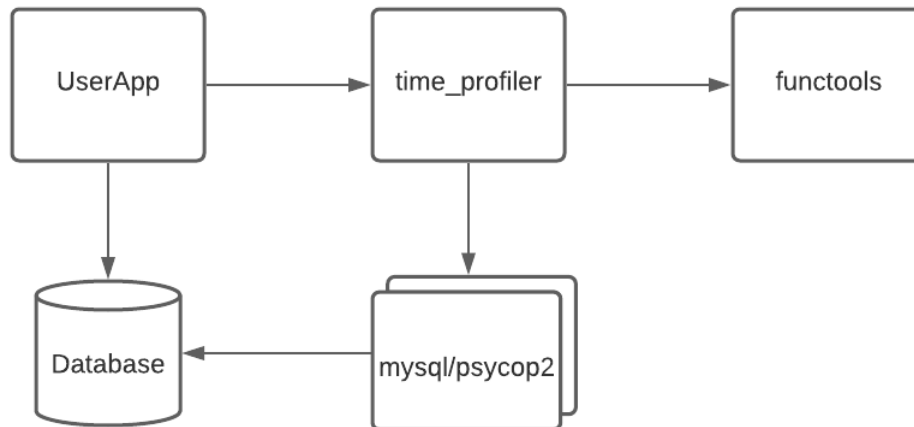 UserApp
time_profiler
functools
Database
mysql/psycop2